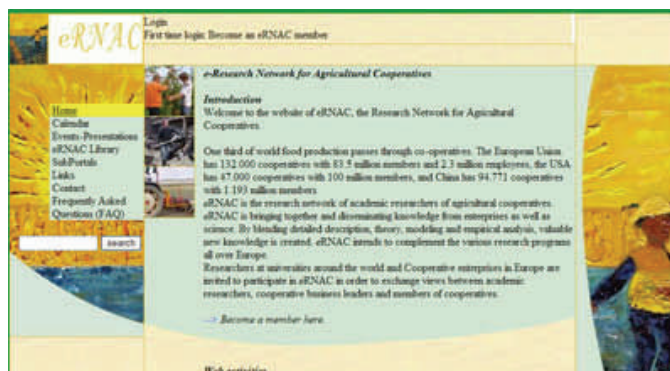 eRNAC
Login
First time login: Become an eRNAC member
Home
Calendar
Events-Presentations
eRNAC Library
SubPortals
Links
Contact
Frequently Asked
Questions (FAQ)
search
e-Research Network for Agricultural Cooperatives
Introduction
Welcome to the website of eRNAC, the Research Network for Agricultural
Cooperatives.
One third of world food production passes through co-operatives. The European Union
has 132.000 cooperatives with 83.5 million members and 2.3 million employees, the USA
has 47.000 cooperatives with 100 million members, and China has 94.771 cooperatives
with 1.193 million members
eRNAC is the research network of academic researchers of agricultural cooperatives.
eRNAC is bringing together and disseminating knowledge from enterprises as well as
science. By blending detailed description, theory, modeling and empirical analysis, valuable
new knowledge is created. eRNAC intends to complement the various research programs
all over Europe.
Researchers at universities around the world and Cooperative enterprises in Europe are
invited to participate in eRNAC in order to exchange views between academic
researchers, cooperative business leaders and members of cooperatives.
--> Become a member here.
Web activities